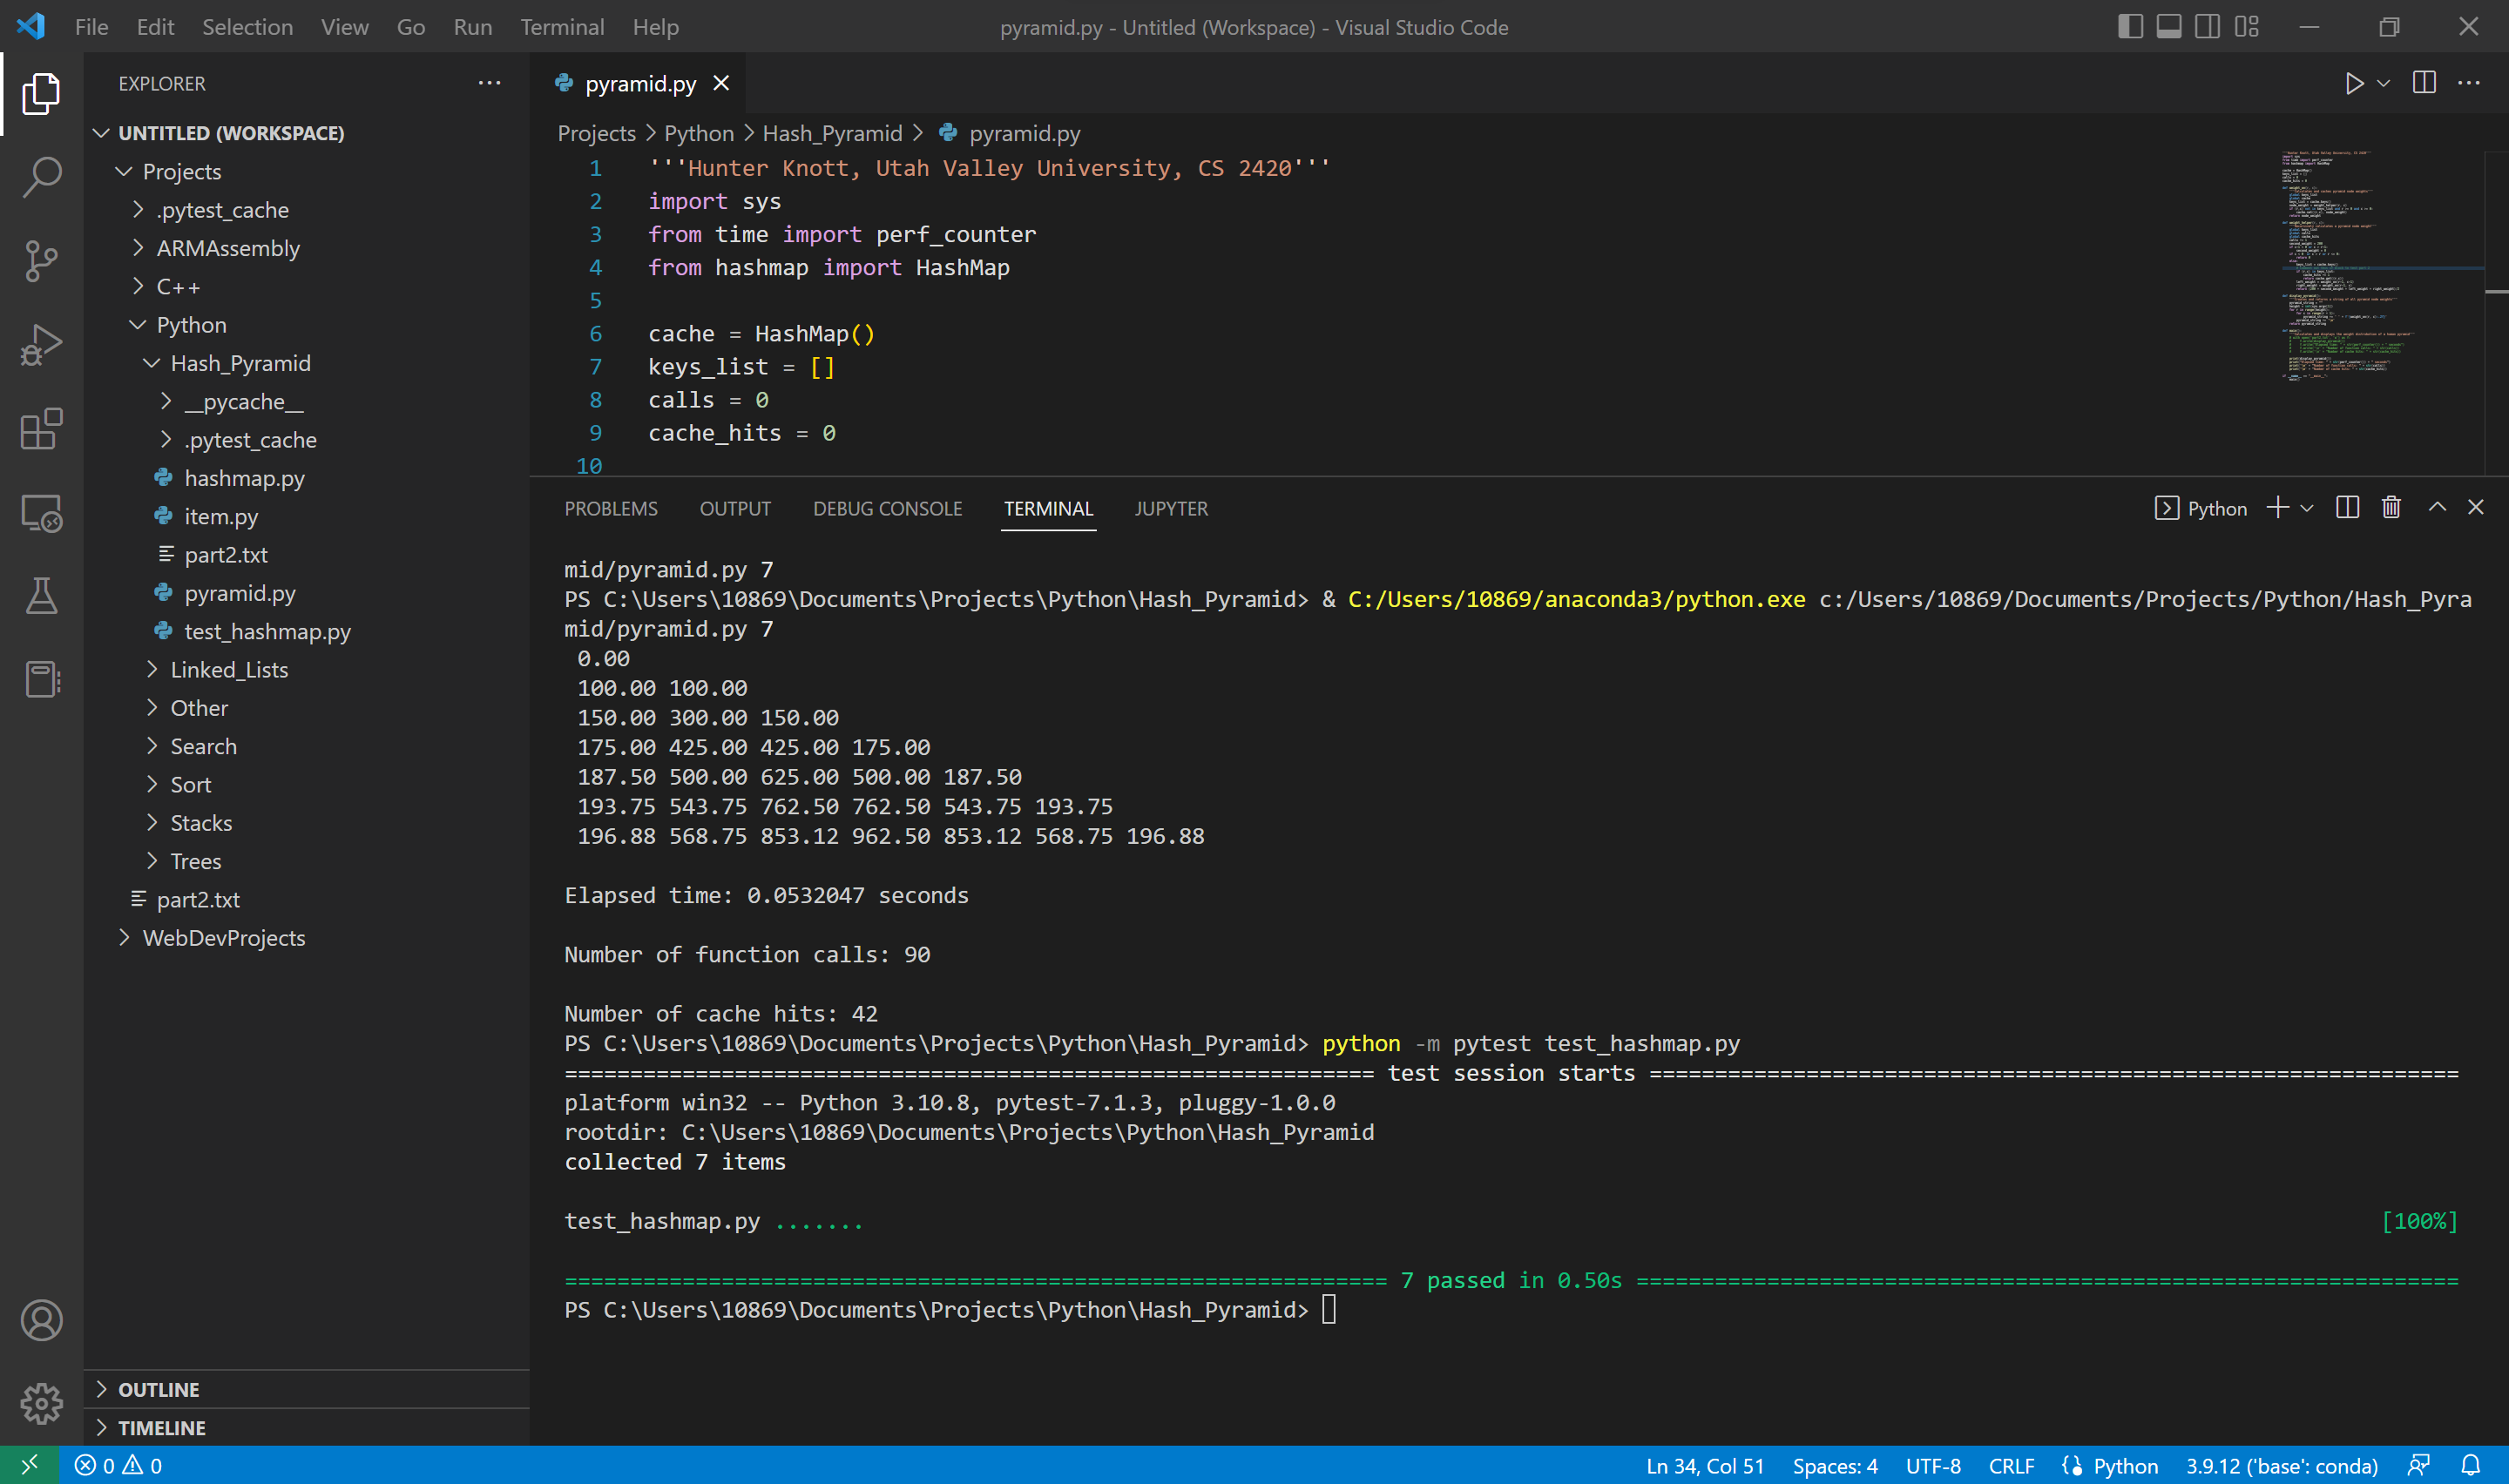 File Edit Selection View Go Run Terminal Help pyramid.py - Untitled (Workspace) - Visual Studio Code
EXPLORER
UNTITLED (WORKSPACE)
Projects
.pytest_cache
ARMAssembly
C++
Python
Hash_Pyramid
__pycache__
.pytest_cache
hashmap.py
item.py
part2.txt
pyramid.py
test_hashmap.py
Linked_Lists
Other
Search
Sort
Stacks
Trees
part2.txt
WebDevProjects
OUTLINE
TIMELINE
pyramid.py
Projects > Python > Hash_Pyramid > pyramid.py
1 '''Hunter Knott, Utah Valley University, CS 2420'''
2 import sys
3 from time import perf_counter
4 from hashmap import HashMap
5
6 cache = HashMap()
7 keys_list = []
8 calls = 0
9 cache_hits = 0
10
PROBLEMS OUTPUT DEBUG CONSOLE TERMINAL JUPYTER Python
mid/pyramid.py 7
PS C:\Users\10869\Documents\Projects\Python\Hash_Pyramid> & C:/Users/10869/anaconda3/python.exe c:/Users/10869/Documents/Projects/Python/Hash_Pyra
mid/pyramid.py 7
0.00
100.00 100.00
150.00 300.00 150.00
175.00 425.00 425.00 175.00
187.50 500.00 625.00 500.00 187.50
193.75 543.75 762.50 762.50 543.75 193.75
196.88 568.75 853.12 962.50 853.12 568.75 196.88
Elapsed time: 0.0532047 seconds
Number of function calls: 90
Number of cache hits: 42
PS C:\Users\10869\Documents\Projects\Python\Hash_Pyramid> python -m pytest test_hashmap.py
============================================================== test session starts ==============================================================
platform win32 -- Python 3.10.8, pytest-7.1.3, pluggy-1.0.0
rootdir: C:\Users\10869\Documents\Projects\Python\Hash_Pyramid
collected 7 items
test_hashmap.py ....... [100%]
=============================================================== 7 passed in 0.50s ===============================================================
PS C:\Users\10869\Documents\Projects\Python\Hash_Pyramid>
0 0 Ln 34, Col 51 Spaces: 4 UTF-8 CRLF Python 3.9.12 ('base': conda)